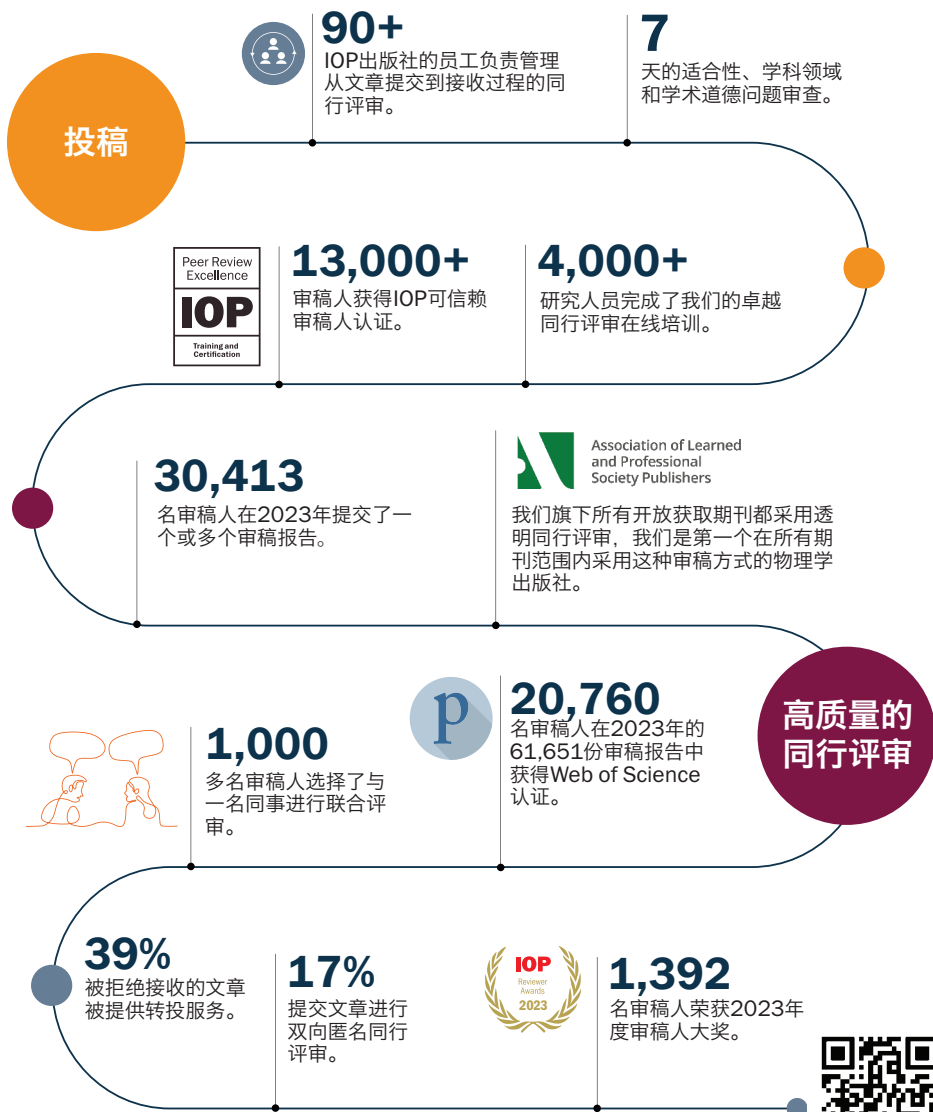 90+
IOP出版社的员工负责管理
从文章提交到接收过程的同
行评审。
7
天的适合性、学科领域
和学术道德问题审查。
投稿
Peer Review
Excellence
IOP
Training and
Certification
13,000+
审稿人获得IOP可信赖
审稿人认证。
4,000+
研究人员完成了我们的卓越
同行评审在线培训。
30,413
名审稿人在2023年提交了一
个或多个审稿报告。
Association of Learned
and Professional
Society Publishers
我们旗下所有开放获取期刊都采用透
明同行评审，我们是第一个在所有期
刊范围内采用这种审稿方式的物理学
出版社。
高质量的
同行评审
1,000
多名审稿人选择了与
一名同事进行联合评
审。
p
20,760
名审稿人在2023年的
61,651份审稿报告中
获得Web of Science
认证。
39%
被拒绝接收的文章
被提供转投服务。
17%
提交文章进行
双向匿名同行
评审。
IOP
Reviewer
Awards
2023
1,392
名审稿人荣获2023年
度审稿人大奖。